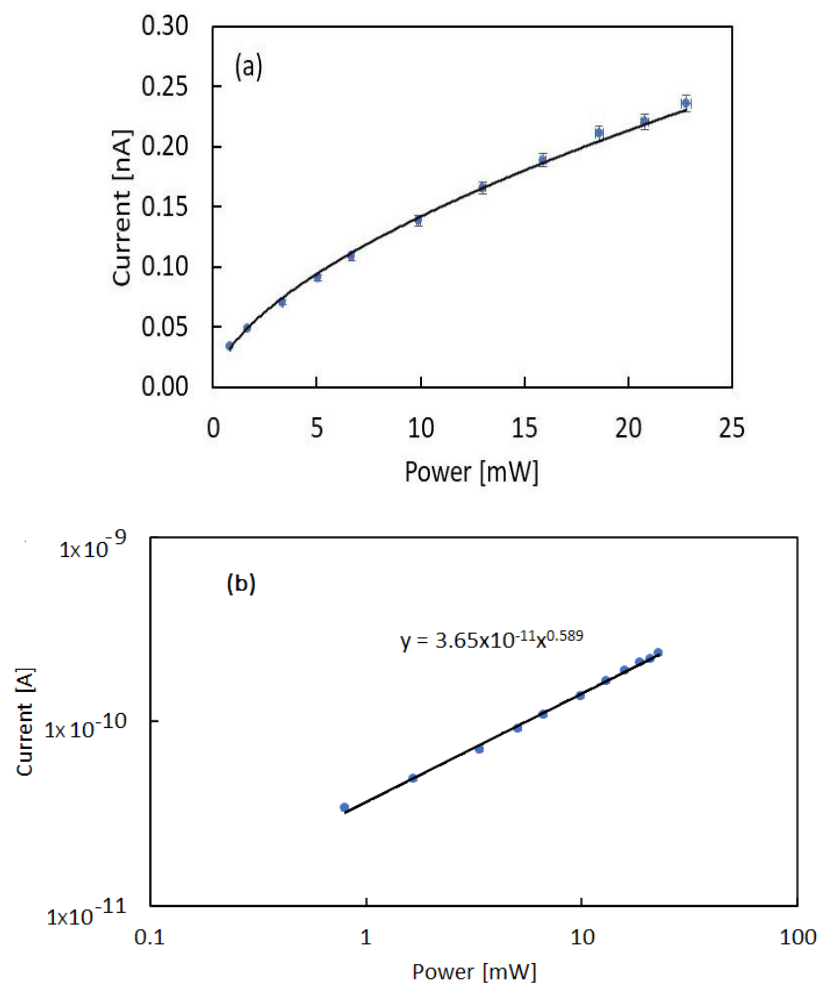 0.30
(a)
0.25
0.20
0.15
0.10
0.05
0.00
Current [nA]
0 5 10 15 20 25
Power [mW]
1x10⁻⁹
(b)
y = 3.65x10⁻¹¹x⁰·⁵⁸⁹
1x10⁻¹⁰
Current [A]
1x10⁻¹¹
0.1 1 10 100
Power [mW]